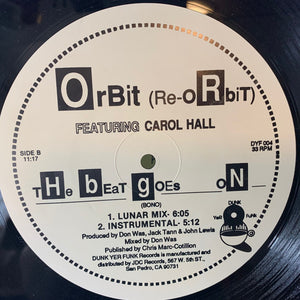 OrBit (Re-ORbiT)
FEATURING CAROL HALL
SIDE B
11:17
DYF 004
33 RPM
tHe bEaT gOEs oN
(BONO)
1. LUNAR MIX- 6:05
2. INSTRUMENTAL- 5:12
Produced by Don Was, Jack Tann & John Lewis
Mixed by Don Was
Published by Chris Marc-Cotillion
DUNK YER FUNK Records is manufactured and
distributed by JDC Records, 567 W. 5th ST.,
San Pedro, CA 90731
DUNK
Yer
FUNK